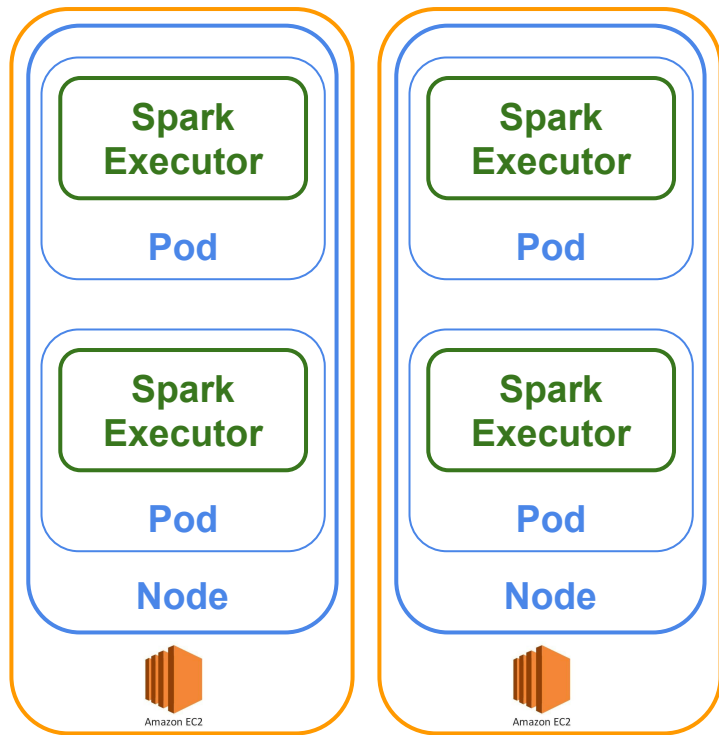 Spark
Executor
Pod
Spark
Executor
Pod
Node
Amazon EC2
Spark
Executor
Pod
Spark
Executor
Pod
Node
Amazon EC2